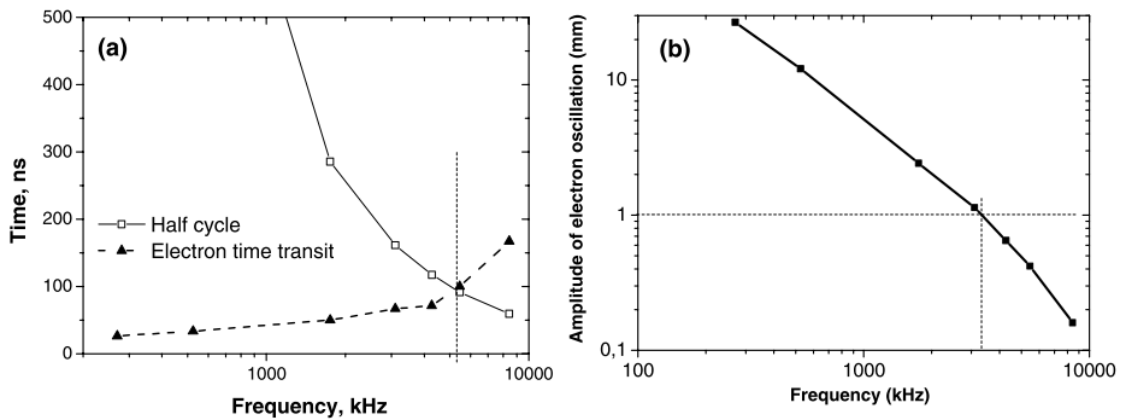 (a)
500
400
300
200
150
100
0
Time, ns
Half cycle
Electron time transit
1000
10000
Frequency, kHz
(b)
10
1
0,1
Amplitude of electron oscillation (mm)
100
1000
10000
Frequency (kHz)